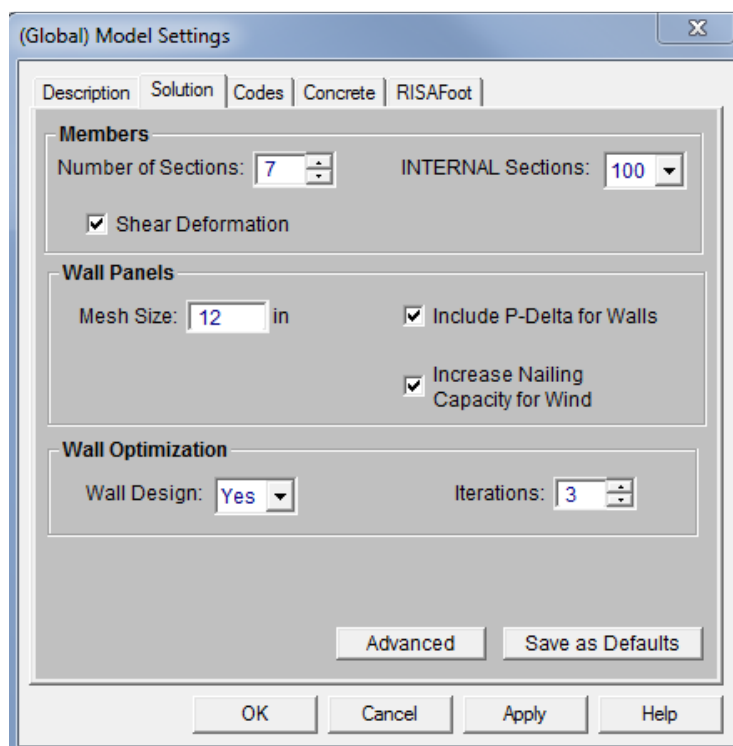 (Global) Model Settings
Description Solution Codes Concrete RISAFoot
Members
Number of Sections: 7 INTERNAL Sections: 100
Shear Deformation
Wall Panels
Mesh Size: 12 in Include P-Delta for Walls
Increase Nailing
Capacity for Wind
Wall Optimization
Wall Design: Yes Iterations: 3
Advanced Save as Defaults
OK Cancel Apply Help